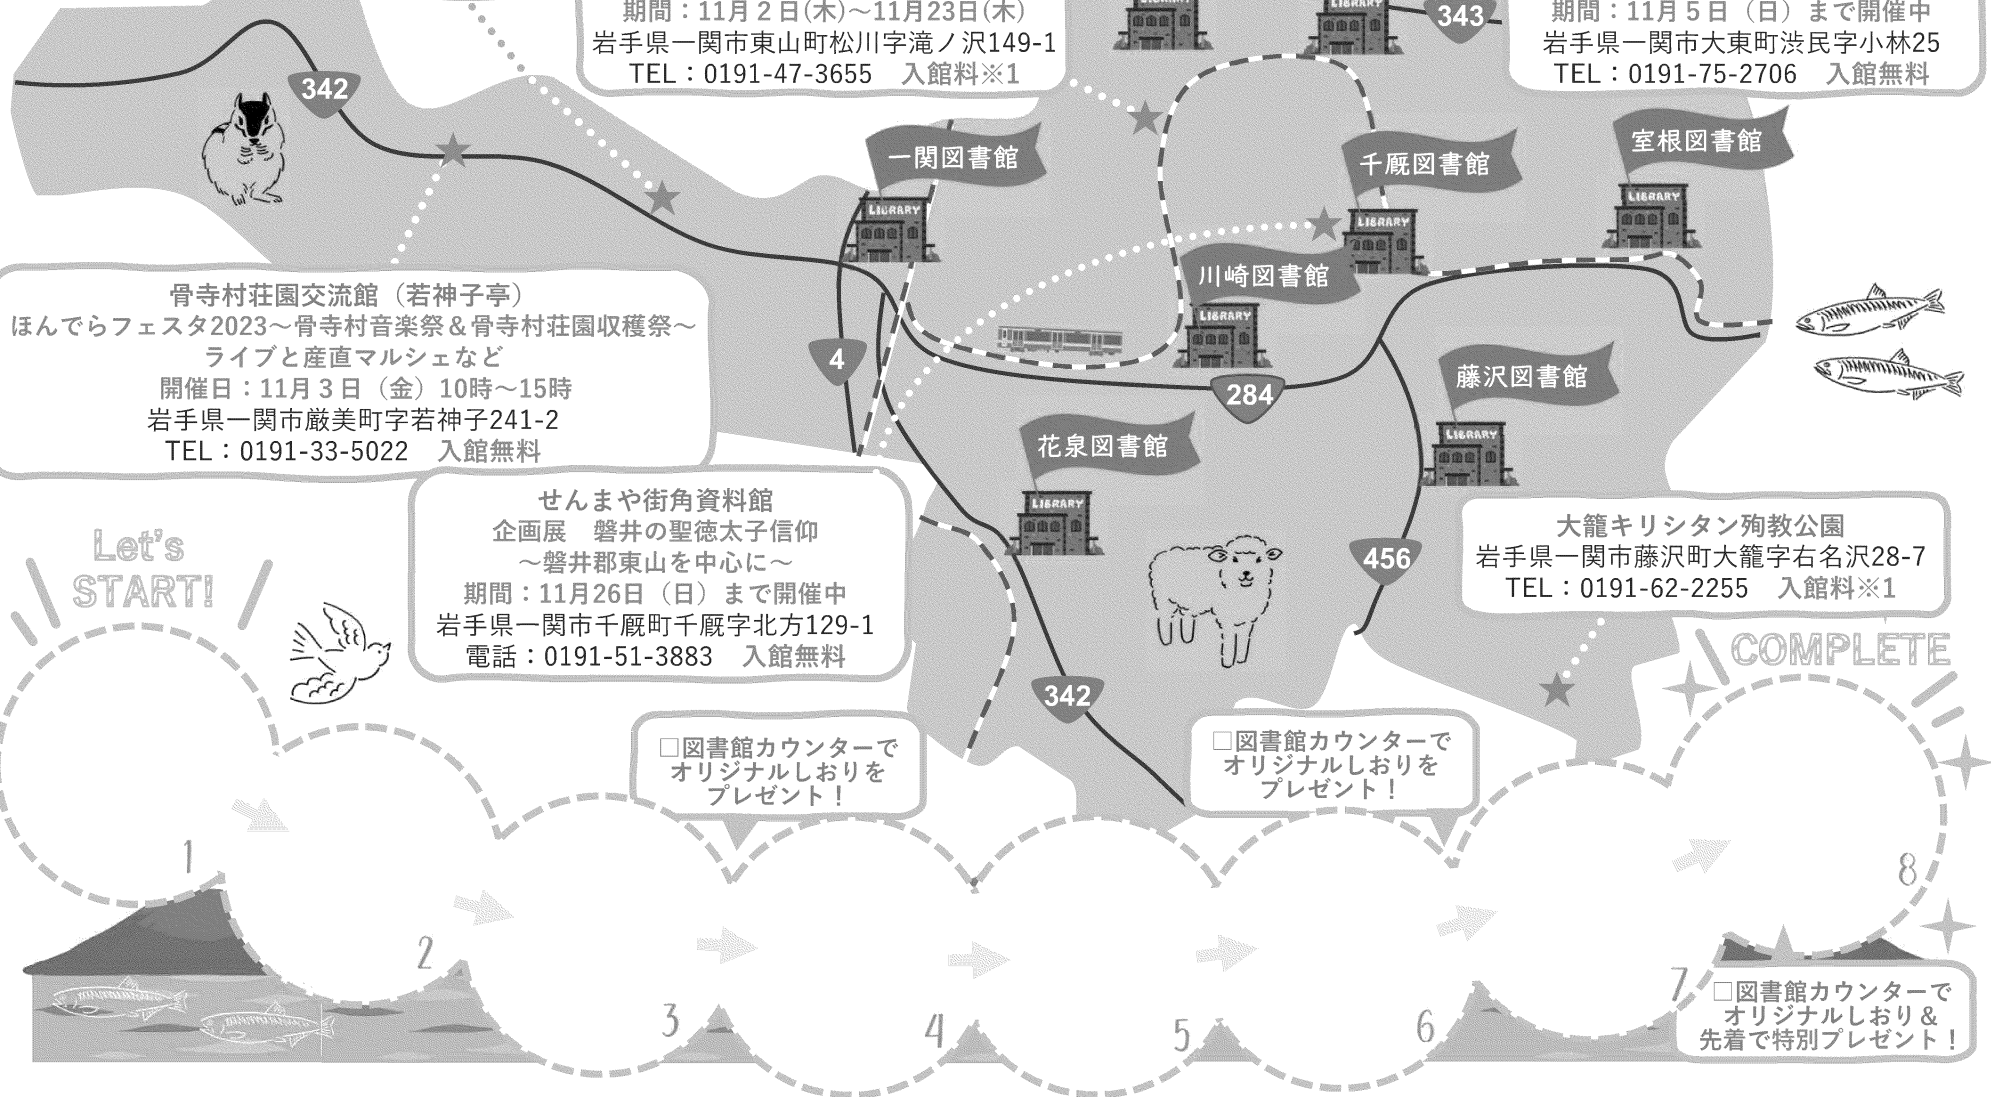 期間：11月２日(木)～11月23日(木)
岩手県一関市東山町松川字滝ノ沢149-1
TEL：0191-47-3655　入館料※1
LIBRARY
LIBRARY
343
期間：11月５日（日）まで開催中
岩手県一関市大東町渋民字小林25
TEL：0191-75-2706　入館無料
342
一関図書館
LIBRARY
千厩図書館
LIBRARY
室根図書館
LIBRARY
川崎図書館
LIBRARY
骨寺村荘園交流館（若神子亭）
ほんでらフェスタ2023～骨寺村音楽祭＆骨寺村荘園収穫祭～
ライブと産直マルシェなど
開催日：11月３日（金）10時～15時
岩手県一関市厳美町字若神子241-2
TEL：0191-33-5022　入館無料
4
284
藤沢図書館
LIBRARY
花泉図書館
LIBRARY
せんまや街角資料館
企画展　磐井の聖徳太子信仰
～磐井郡東山を中心に～
期間：11月26日（日）まで開催中
岩手県一関市千厩町千厩字北方129-1
電話：0191-51-3883　入館無料
456
大籠キリシタン殉教公園
岩手県一関市藤沢町大籠字右名沢28-7
TEL：0191-62-2255　入館料※1
342
Let's
START!
COMPLETE
□図書館カウンターで
オリジナルしおりを
プレゼント！
□図書館カウンターで
オリジナルしおりを
プレゼント！
1
2
3
4
5
6
7
8
□図書館カウンターで
オリジナルしおり＆
先着で特別プレゼント！